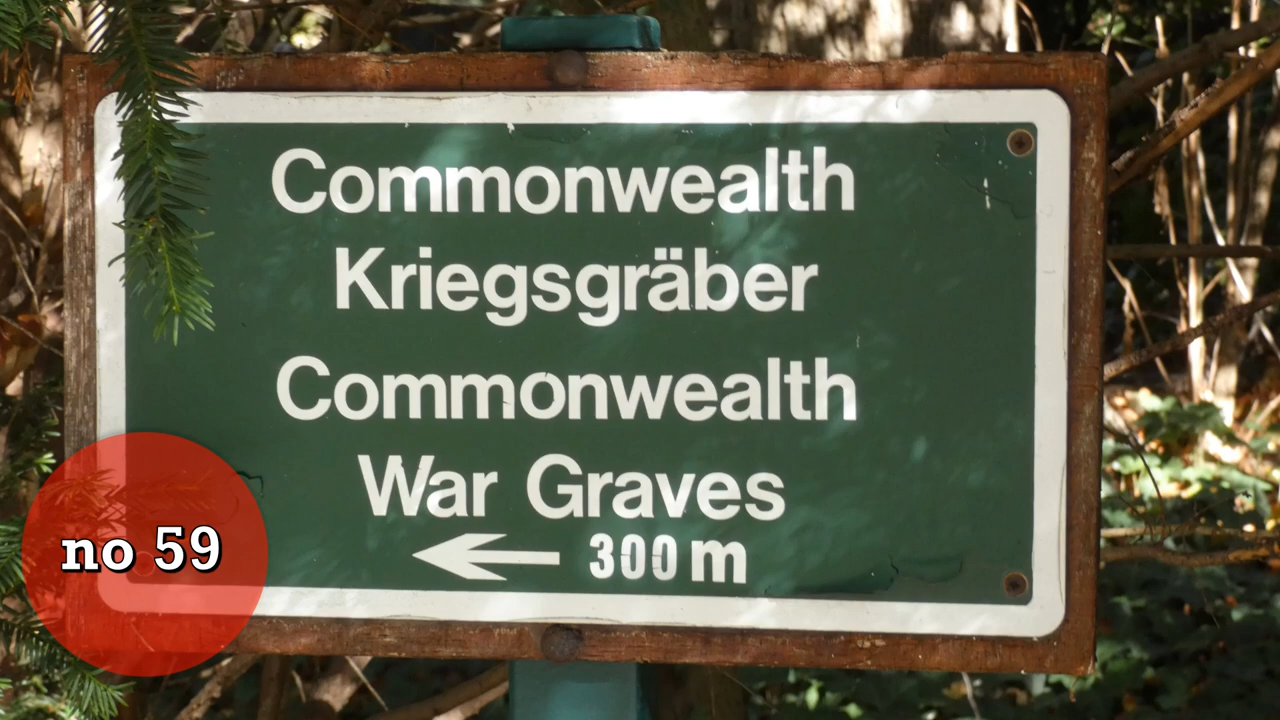 Commonwealth
Kriegsgräber
Commonwealth
War Graves
← 300 m
no 59